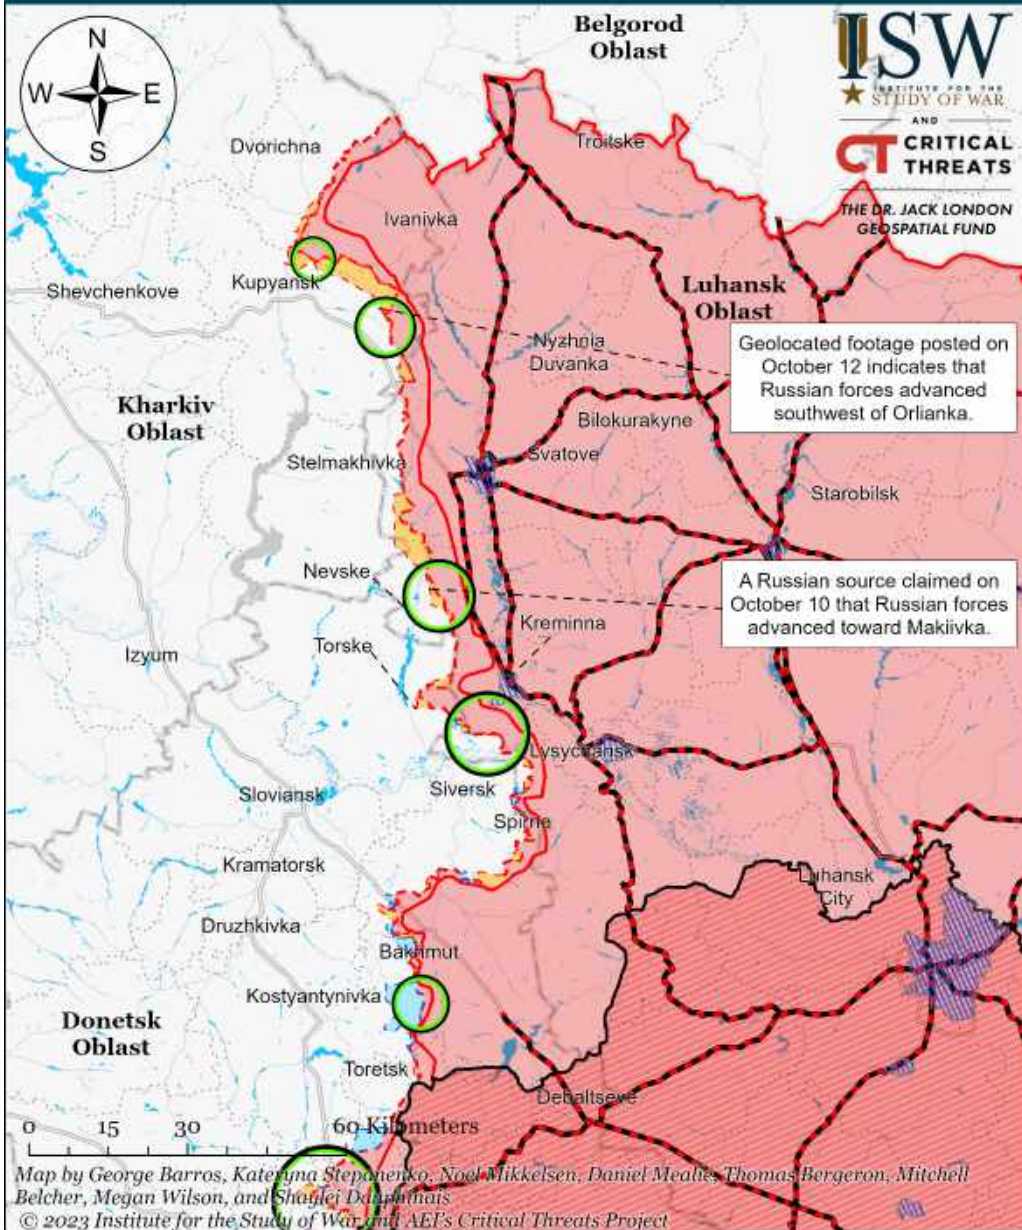 Belgorod
Oblast
ISW
INSTITUTE FOR THE
STUDY OF WAR
AND
CT CRITICAL
THREATS
THE DR. JACK LONDON
GEOSPATIAL FUND
N
W E
S
Dvorichna
Troitske
Ivanivka
Kupyansk
Shevchenkove
Luhansk
Oblast
Nyzhnia
Duvanka
Geolocated footage posted on
October 12 indicates that
Russian forces advanced
southwest of Orlianka.
Kharkiv
Oblast
Bilokurakyne
Stelmakhivka
Svatove
Starobilsk
Nevske
A Russian source claimed on
October 10 that Russian forces
advanced toward Makiivka.
Kreminna
Torske
Izyum
Lysychansk
Siversk
Sloviansk
Spirne
Kramatorsk
Luhansk
City
Druzhkivka
Bakhmut
Kostyantynivka
Donetsk
Oblast
Toretsk
Debaltseve
0 15 30 60 Kilometers
Map by George Barros, Kateryna Stepanenko, Noel Mikkelsen, Daniel Mealie, Thomas Bergeron, Mitchell
Belcher, Megan Wilson, and Shaylei Dauphinais
© 2023 Institute for the Study of War and AEI's Critical Threats Project